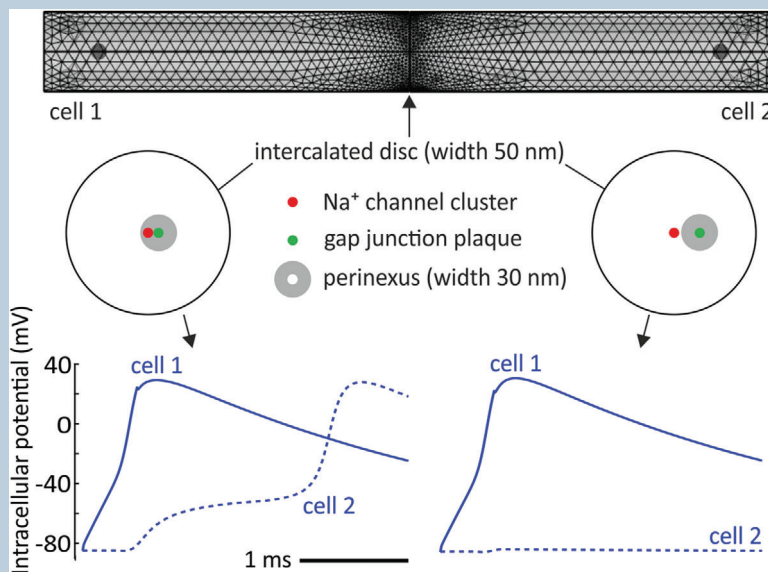 cell 1
cell 2
intercalated disc (width 50 nm)
Na⁺ channel cluster
gap junction plaque
perinexus (width 30 nm)
Intracellular potential (mV)
40
0
-40
-80
cell 1
cell 2
1 ms
cell 1
cell 2